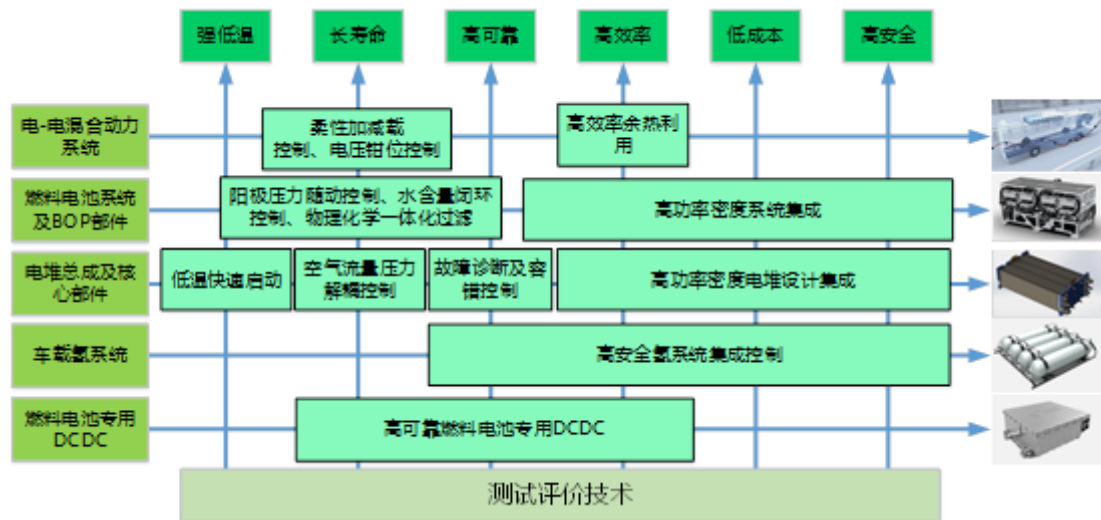 强低温
长寿命
高可靠
高效率
低成本
高安全
电-电混合动力
系统
柔性加减载
控制、电压钳位控制
高效率余热利
用
燃料电池系统
及BOP部件
阳极压力随动控制、水含量闭环
控制、物理化学一体化过滤
高功率密度系统集成
电堆总成及核
心部件
低温快速启动
空气流量压力
解耦控制
故障诊断及容
错控制
高功率密度电堆设计集成
车载氢系统
高安全氢系统集成控制
燃料电池专用
DCDC
高可靠燃料电池专用DCDC
测试评价技术